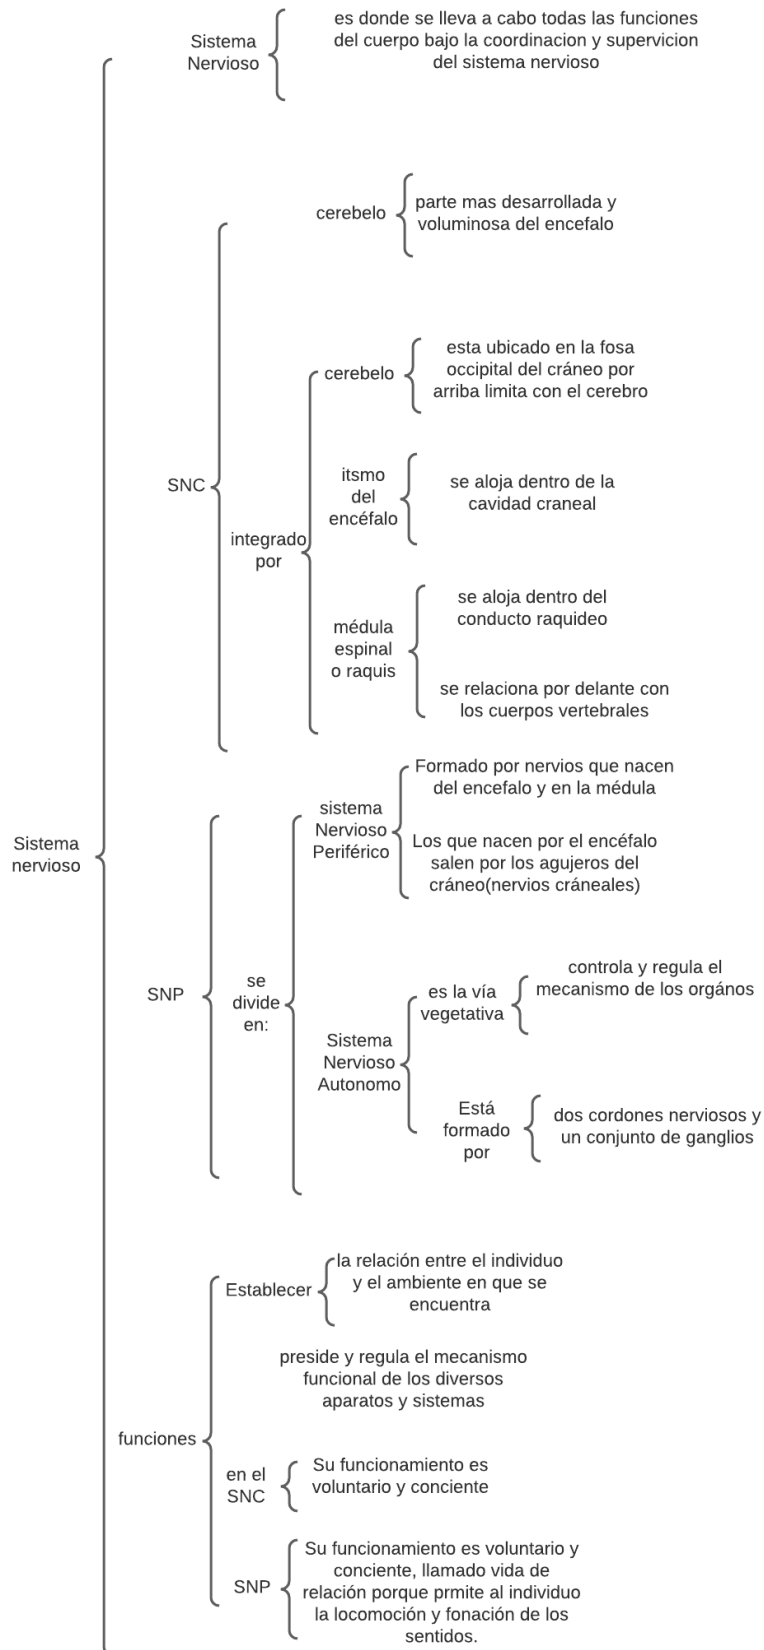 Sistema
Nervioso
es donde se lleva a cabo todas las funciones
del cuerpo bajo la coordinacion y supervicion
del sistema nervioso
Sistema
nervioso
SNC
cerebelo
parte mas desarrollada y
voluminosa del encefalo
integrado
por
cerebelo
esta ubicado en la fosa
occipital del cráneo por
arriba limita con el cerebro
itsmo
del
encéfalo
se aloja dentro de la
cavidad craneal
médula
espinal
o raquis
se aloja dentro del
conducto raquideo
se relaciona por delante con
los cuerpos vertebrales
SNP
se
divide
en:
sistema
Nervioso
Periférico
Formado por nervios que nacen
del encefalo y en la médula
Los que nacen por el encéfalo
salen por los agujeros del
cráneo(nervios cráneales)
Sistema
Nervioso
Autonomo
es la vía
vegetativa
controla y regula el
mecanismo de los orgános
Está
formado
por
dos cordones nerviosos y
un conjunto de ganglios
funciones
Establecer
la relación entre el individuo
y el ambiente en que se
encuentra
preside y regula el mecanismo
funcional de los diversos
aparatos y sistemas
en el
SNC
Su funcionamiento es
voluntario y conciente
SNP
Su funcionamiento es voluntario y
conciente, llamado vida de
relación porque prmite al individuo
la locomoción y fonación de los
sentidos.